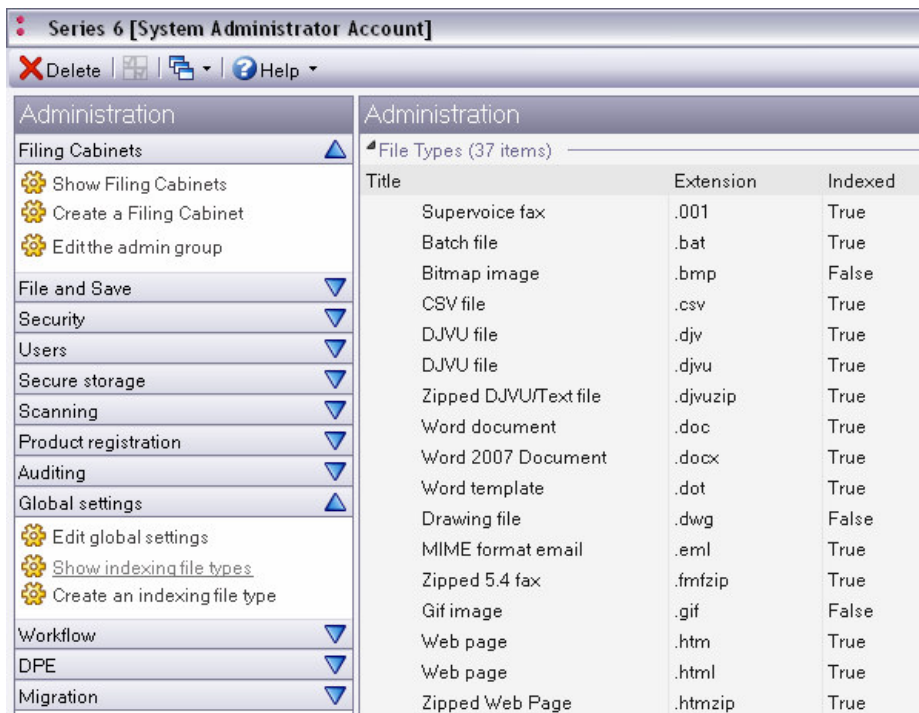 Series 6 [System Administrator Account]
Delete Help
Administration
Filing Cabinets
Show Filing Cabinets
Create a Filing Cabinet
Edit the admin group
File and Save
Security
Users
Secure storage
Scanning
Product registration
Auditing
Global settings
Edit global settings
Show indexing file types
Create an indexing file type
Workflow
DPE
Migration
Administration
File Types (37 items)
Title Extension Indexed
Supervoice fax .001 True
Batch file .bat True
Bitmap image .bmp False
CSV file .csv True
DJVU file .djv True
DJVU file .djvu True
Zipped DJVU/Text file .djvuzip True
Word document .doc True
Word 2007 Document .docx True
Word template .dot True
Drawing file .dwg False
MIME format email .eml True
Zipped 5.4 fax .fmfzip True
Gif image .gif False
Web page .htm True
Web page .html True
Zipped Web Page .htmzip True